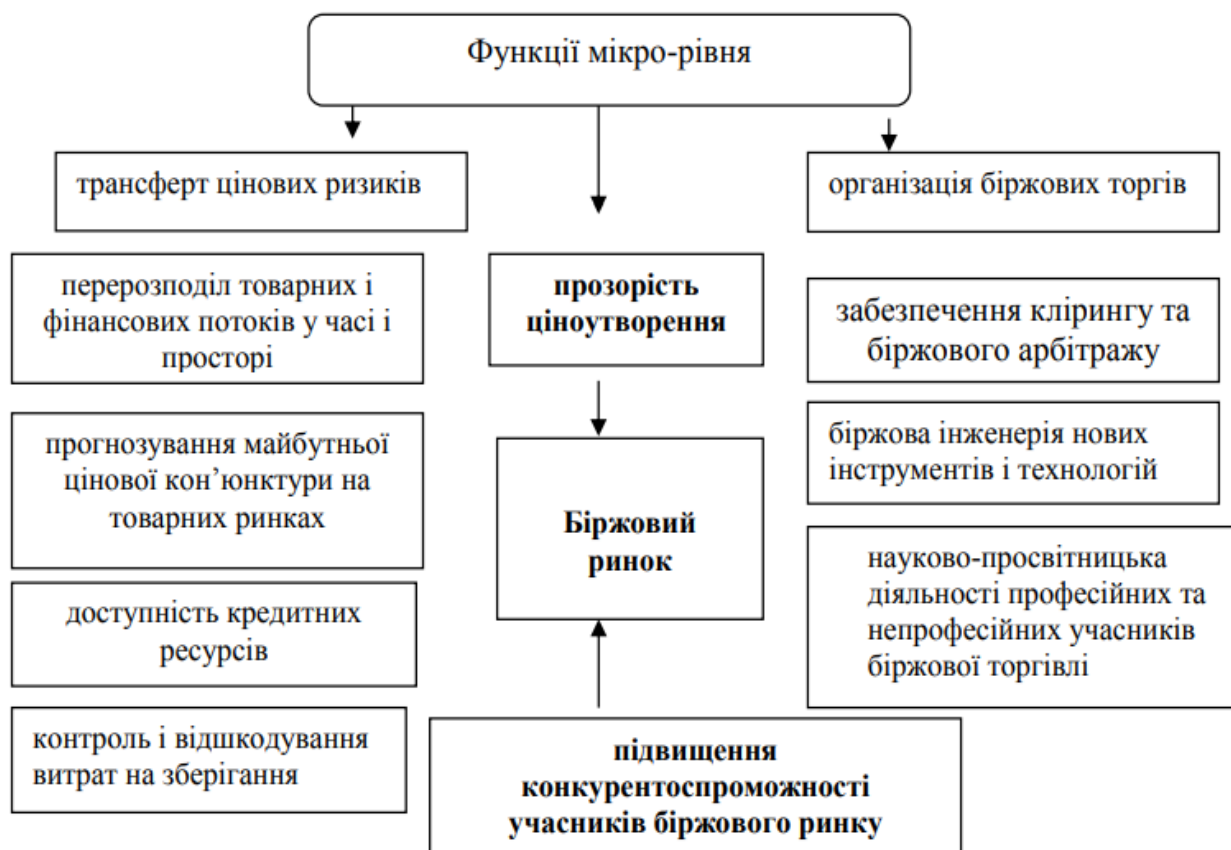 Функції мікро-рівня
трансферт цінових ризиків
організація біржових торгів
перерозподіл товарних і
фінансових потоків у часі і
просторі
прозорість
ціноутворення
забезпечення клірингу та
біржового арбітражу
прогнозування майбутньої
цінової кон’юнктури на
товарних ринках
Біржовий
ринок
біржова інженерія нових
інструментів і технологій
доступність кредитних
ресурсів
науково-просвітницька
діяльності професійних та
непрофесійних учасників
біржової торгівлі
контроль і відшкодування
витрат на зберігання
підвищення
конкурентоспроможності
учасників біржового ринку